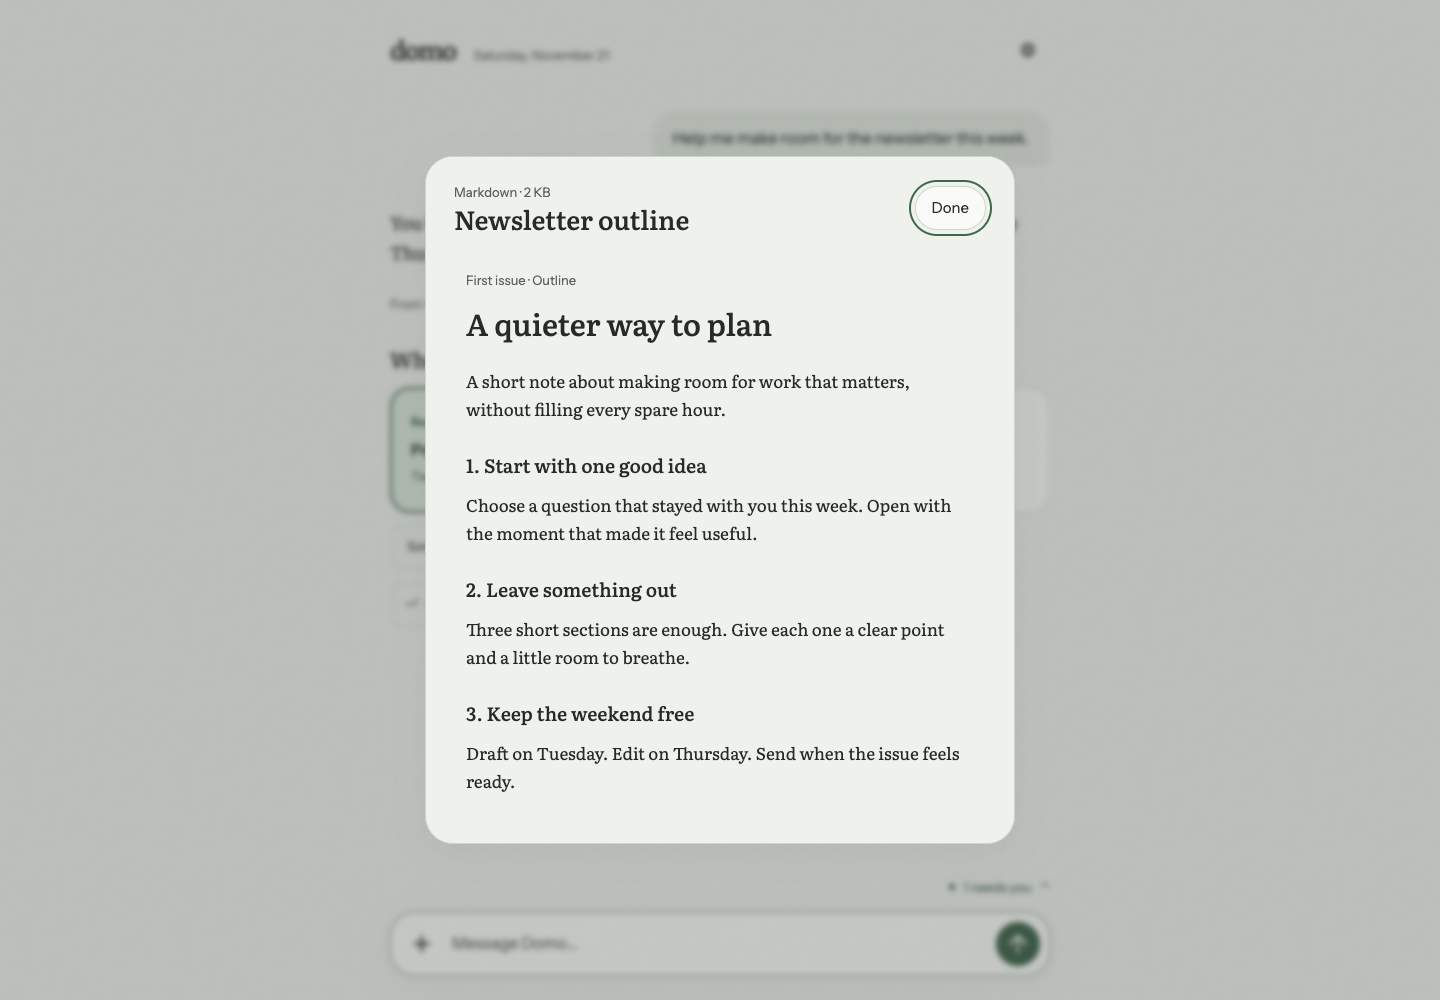 domo
Saturday, November 21
Help me make room for the newsletter this week.
Markdown · 2 KB
Newsletter outline
Done
First issue · Outline
A quieter way to plan
A short note about making room for work that matters,
without filling every spare hour.
1. Start with one good idea
Choose a question that stayed with you this week. Open with
the moment that made it feel useful.
2. Leave something out
Three short sections are enough. Give each one a clear point
and a little room to breathe.
3. Keep the weekend free
Draft on Tuesday. Edit on Thursday. Send when the issue feels
ready.
You
From
1 needs you
Message Domo...